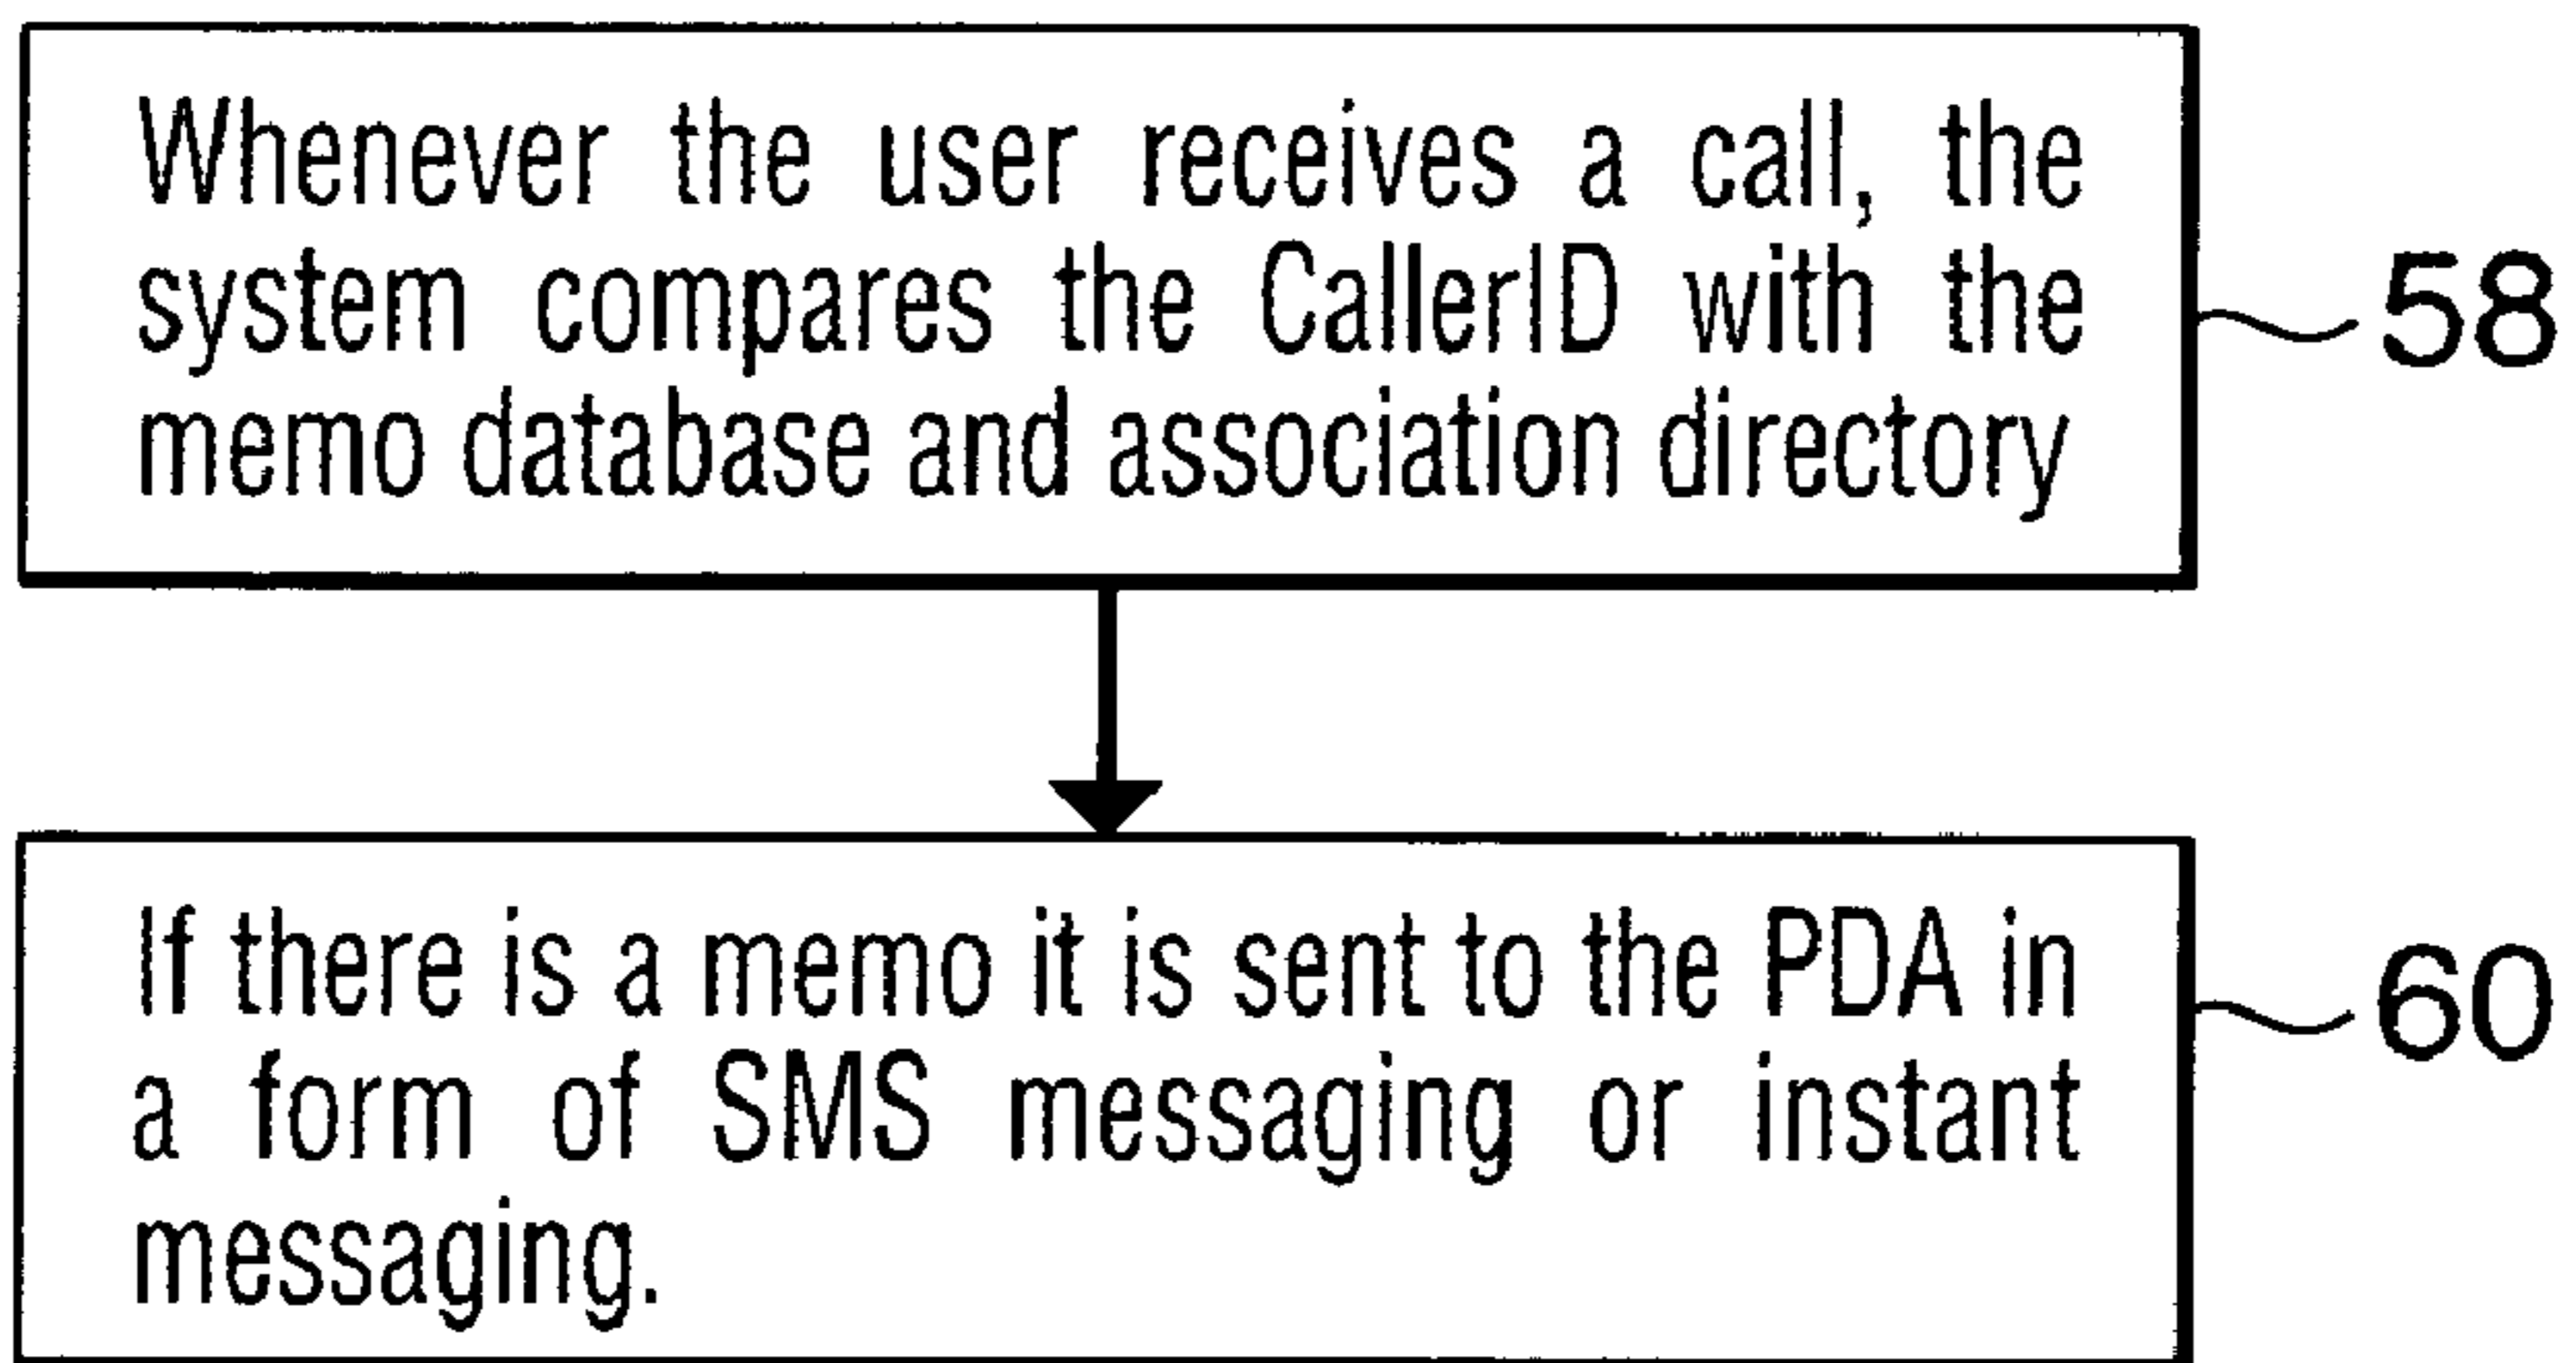 Whenever the user receives a call, the
system compares the CallerID with the
memo database and association directory
58
If there is a memo it is sent to the PDA in
a form of SMS messaging or instant
messaging.
60